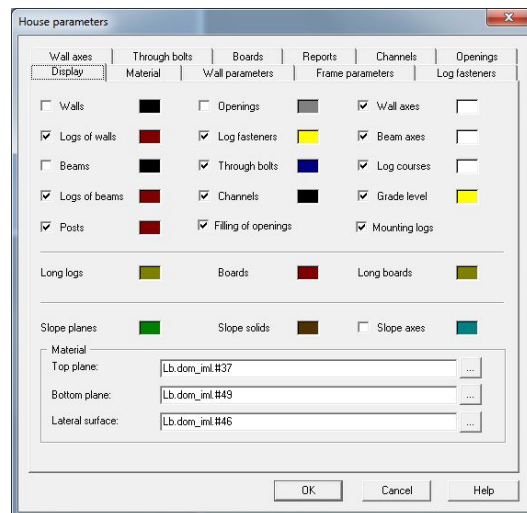 House parameters
Wall axes Through bolts Boards Reports Channels Openings
Display Material Wall parameters Frame parameters Log fasteners
Walls Openings Wall axes
Logs of walls Log fasteners Beam axes
Beams Through bolts Log courses
Logs of beams Channels Grade level
Posts Filling of openings Mounting logs
Long logs Boards Long boards
Slope planes Slope solids Slope axes
Material
Top plane: Lb.dom_iml.#37 ...
Bottom plane: Lb.dom_iml.#49 ...
Lateral surface: Lb.dom_iml.#46 ...
OK Cancel Help